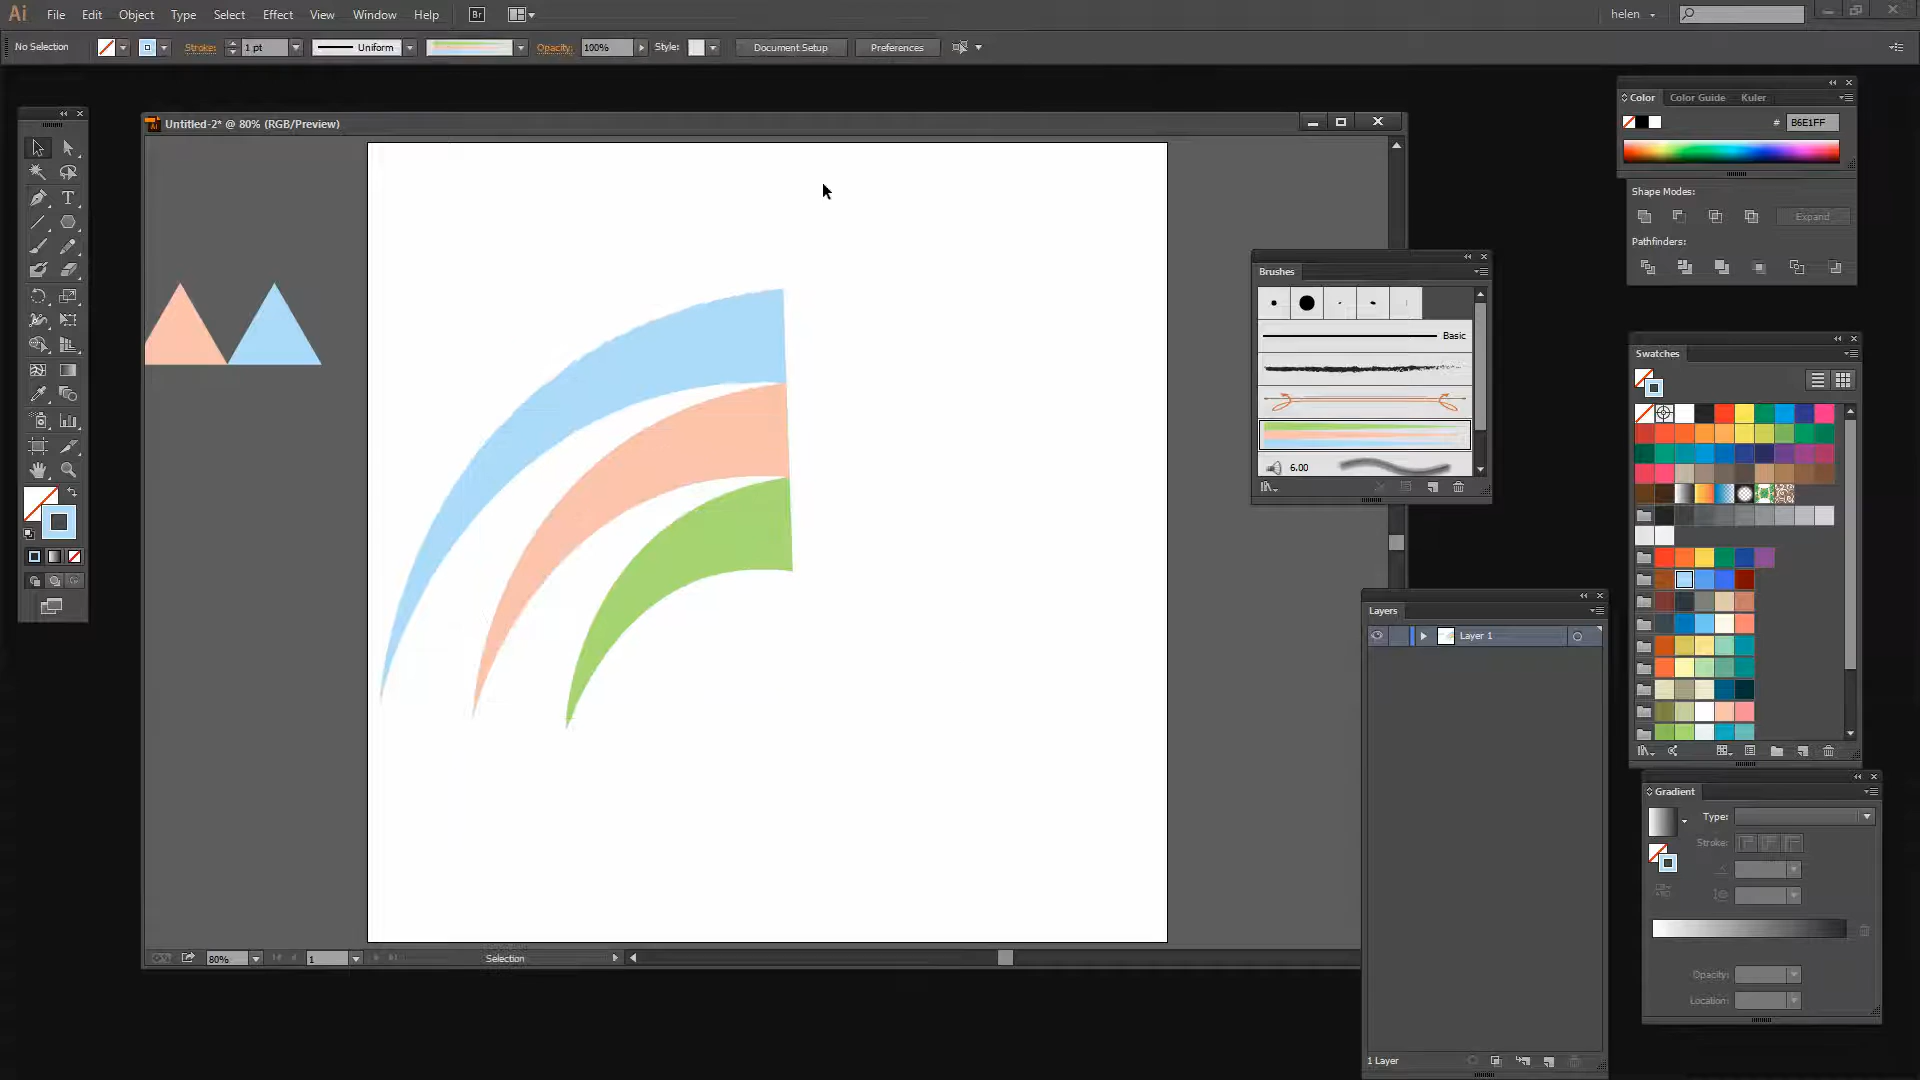 Ai File Edit Object Type Select Effect View Window Help Br helen
No Selection Stroke: 1 pt Uniform Opacity: 100% Style: Document Setup Preferences
Untitled-2* @ 80% (RGB/Preview)
Color Color Guide Kuler
# B6E1FF
Shape Modes:
Expand
Pathfinders:
Brushes
Basic
6.00
Swatches
Layers
Layer 1
1 Layer
Gradient
Type:
Stroke:
Opacity:
Location:
80% 1 Selection